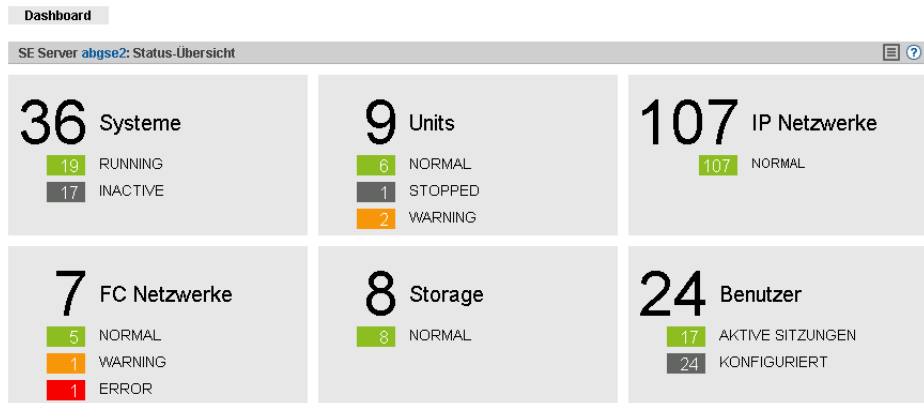 Dashboard
SE Server abgse2: Status-Übersicht
36 Systeme
19 RUNNING
17 INACTIVE
9 Units
6 NORMAL
1 STOPPED
2 WARNING
107 IP Netzwerke
107 NORMAL
7 FC Netzwerke
5 NORMAL
1 WARNING
1 ERROR
8 Storage
8 NORMAL
24 Benutzer
17 AKTIVE SITZUNGEN
24 KONFIGURIERT